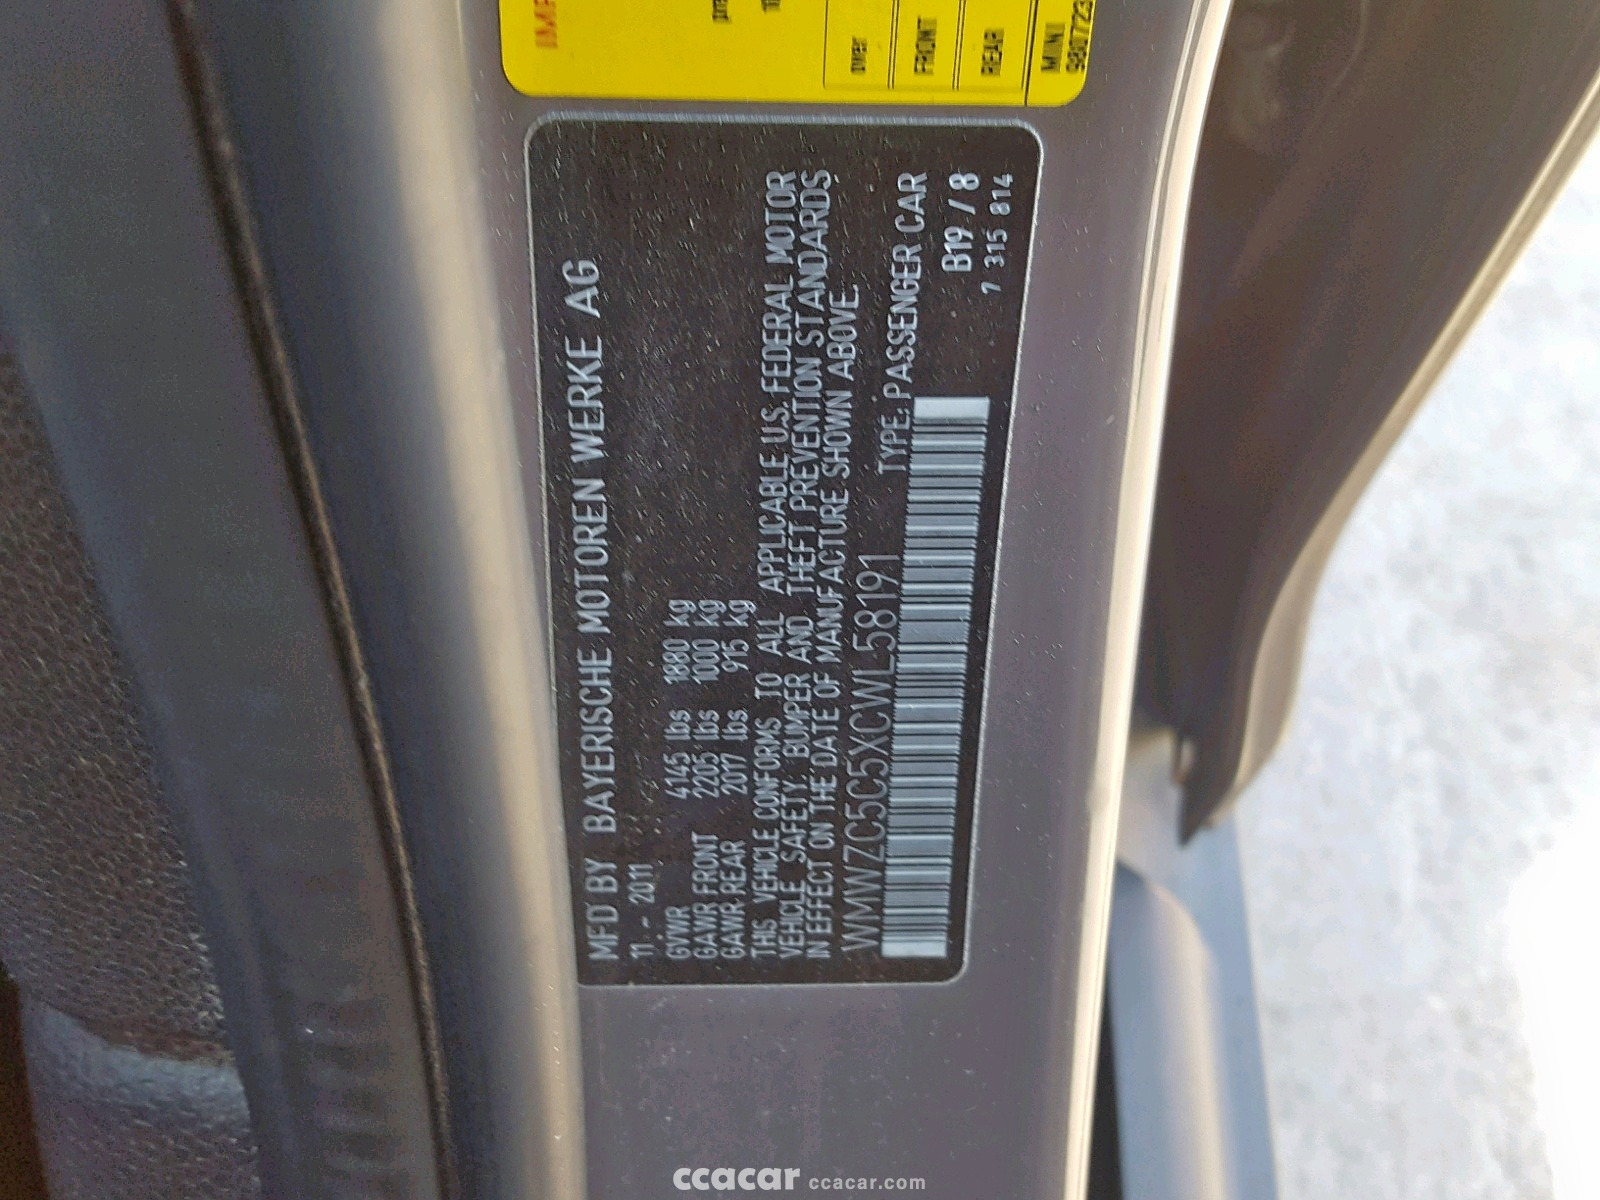 MFD BY BAYERISCHE MOTOREN WERKE AG
11 - 2011
GVWR 4145 lbs 1880 kg
GAWR FRONT 2205 lbs 1000 kg
GAWR REAR 2017 lbs. 915 kg
THIS VEHICLE CONFORMS TO ALL APPLICABLE U.S. FEDERAL MOTOR
VEHICLE SAFETY, BUMPER AND THEFT PREVENTION STANDARDS
IN EFFECT ON THE DATE OF MANUFACTURE SHOWN ABOVE.
WMWZC5C5XCWL58191 TYPE: PASSENGER CAR
B19 / 8
7 315 814
FRONT
REAR
MINI
9807723
ccacar ccacar.com